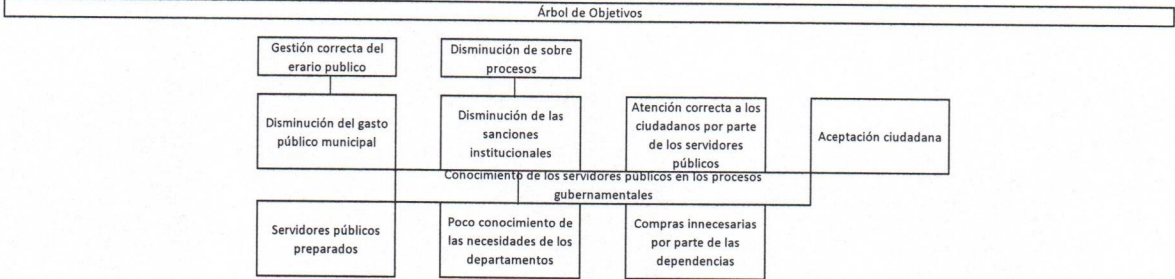 Árbol de Objetivos
Gestión correcta del
erario publico
Disminución de sobre
procesos
Disminución del gasto
público municipal
Disminución de las
sanciones
institucionales
Atención correcta a los
ciudadanos por parte
de los servidores
públicos
Aceptación ciudadana
Conocimiento de los servidores públicos en los procesos
gubernamentales
Servidores públicos
preparados
Poco conocimiento de
las necesidades de los
departamentos
Compras innecesarias
por parte de las
dependencias